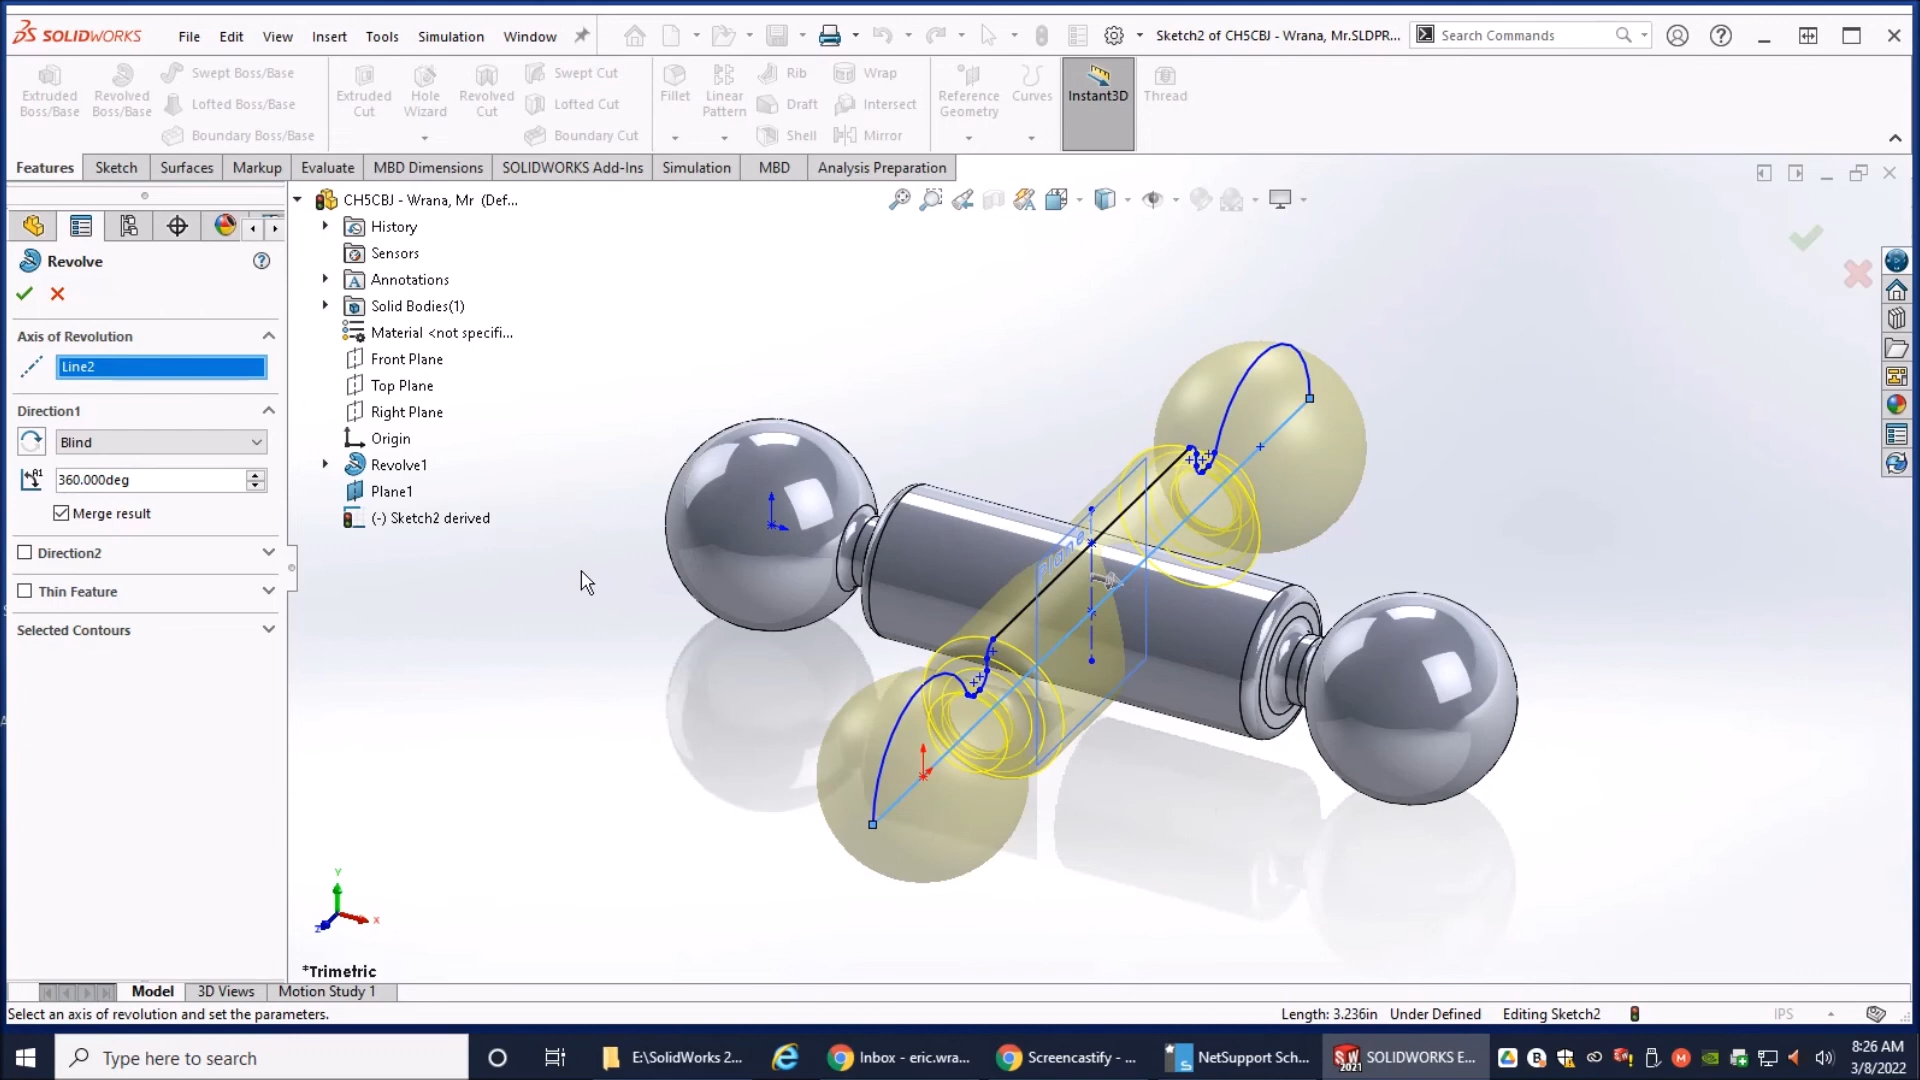 SOLIDWORKS File Edit View Insert Tools Simulation Window Sketch2 of CH5CBJ - Wrana, Mr.SLDPR... Search Commands
Extruded Boss/Base
Revolved Boss/Base
Swept Boss/Base
Lofted Boss/Base
Boundary Boss/Base
Extruded Cut
Hole Wizard
Revolved Cut
Swept Cut
Lofted Cut
Boundary Cut
Fillet
Linear Pattern
Rib
Draft
Shell
Wrap
Intersect
Mirror
Reference Geometry
Curves
Instant3D
Thread
Features Sketch Surfaces Markup Evaluate MBD Dimensions SOLIDWORKS Add-Ins Simulation MBD Analysis Preparation
Revolve
Axis of Revolution
Line2
Direction1
Blind
360.000deg
Merge result
Direction2
Thin Feature
Selected Contours
CH5CBJ - Wrana, Mr (Def...
History
Sensors
Annotations
Solid Bodies(1)
Material <not specifi...
Front Plane
Top Plane
Right Plane
Origin
Revolve1
Plane1
(-) Sketch2 derived
Plane
Y
X
Z
*Trimetric
Model 3D Views Motion Study 1
Select an axis of revolution and set the parameters. Length: 3.236in Under Defined Editing Sketch2 IPS
Type here to search E:\SolidWorks 2... Inbox - eric.wra... Screencastify - ... NetSupport Sch... SOLIDWORKS E... 8:26 AM
3/8/2022